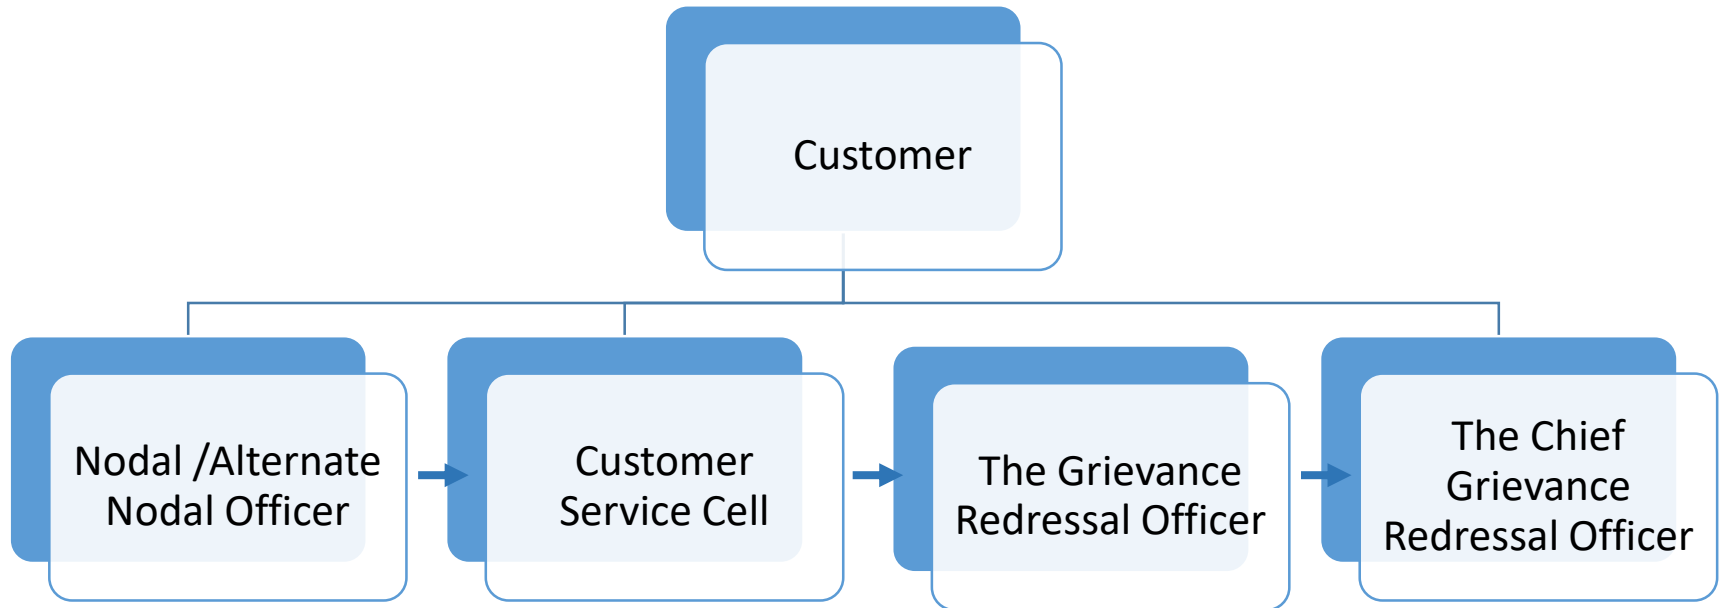 Customer
Nodal /Alternate
Nodal Officer
Customer
Service Cell
The Grievance
Redressal Officer
The Chief
Grievance
Redressal Officer